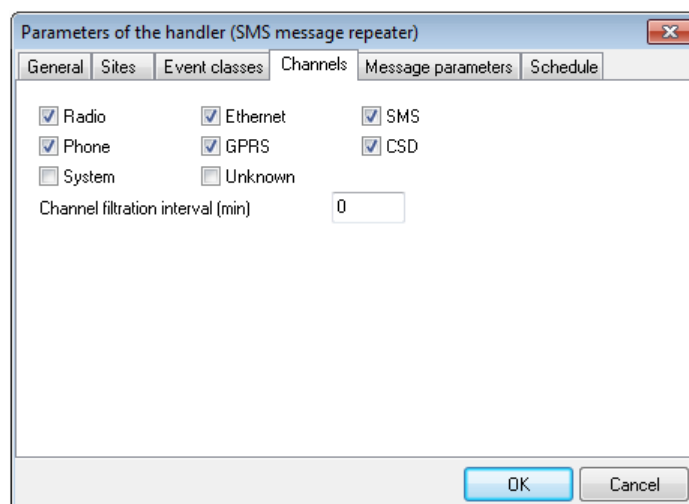 Parameters of the handler (SMS message repeater)
General Sites Event classes Channels Message parameters Schedule
Radio Ethernet SMS
Phone GPRS CSD
System Unknown
Channel filtration interval (min) 0
OK Cancel